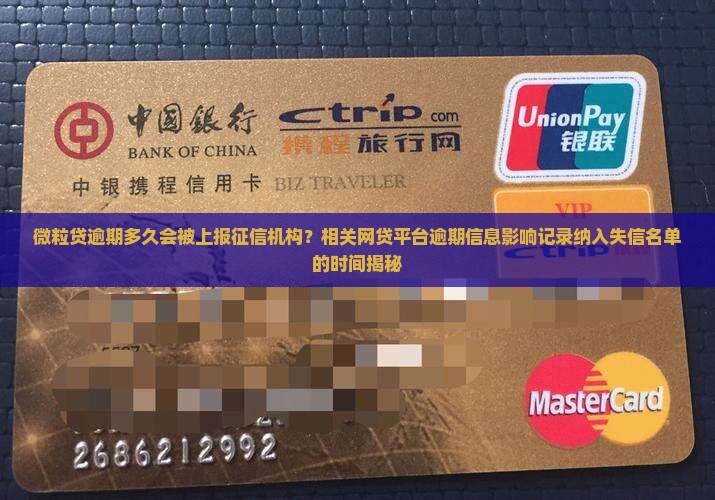 中國銀行
BANK OF CHINA
ctrip.com
携程旅行网
UnionPay
银联
中银携程信用卡 BIZ TRAVELER
VIP
微粒贷逾期多久会被上报征信机构？相关网贷平台逾期信息影响记录纳入失信名单
的时间揭秘
MasterCard
2686212992